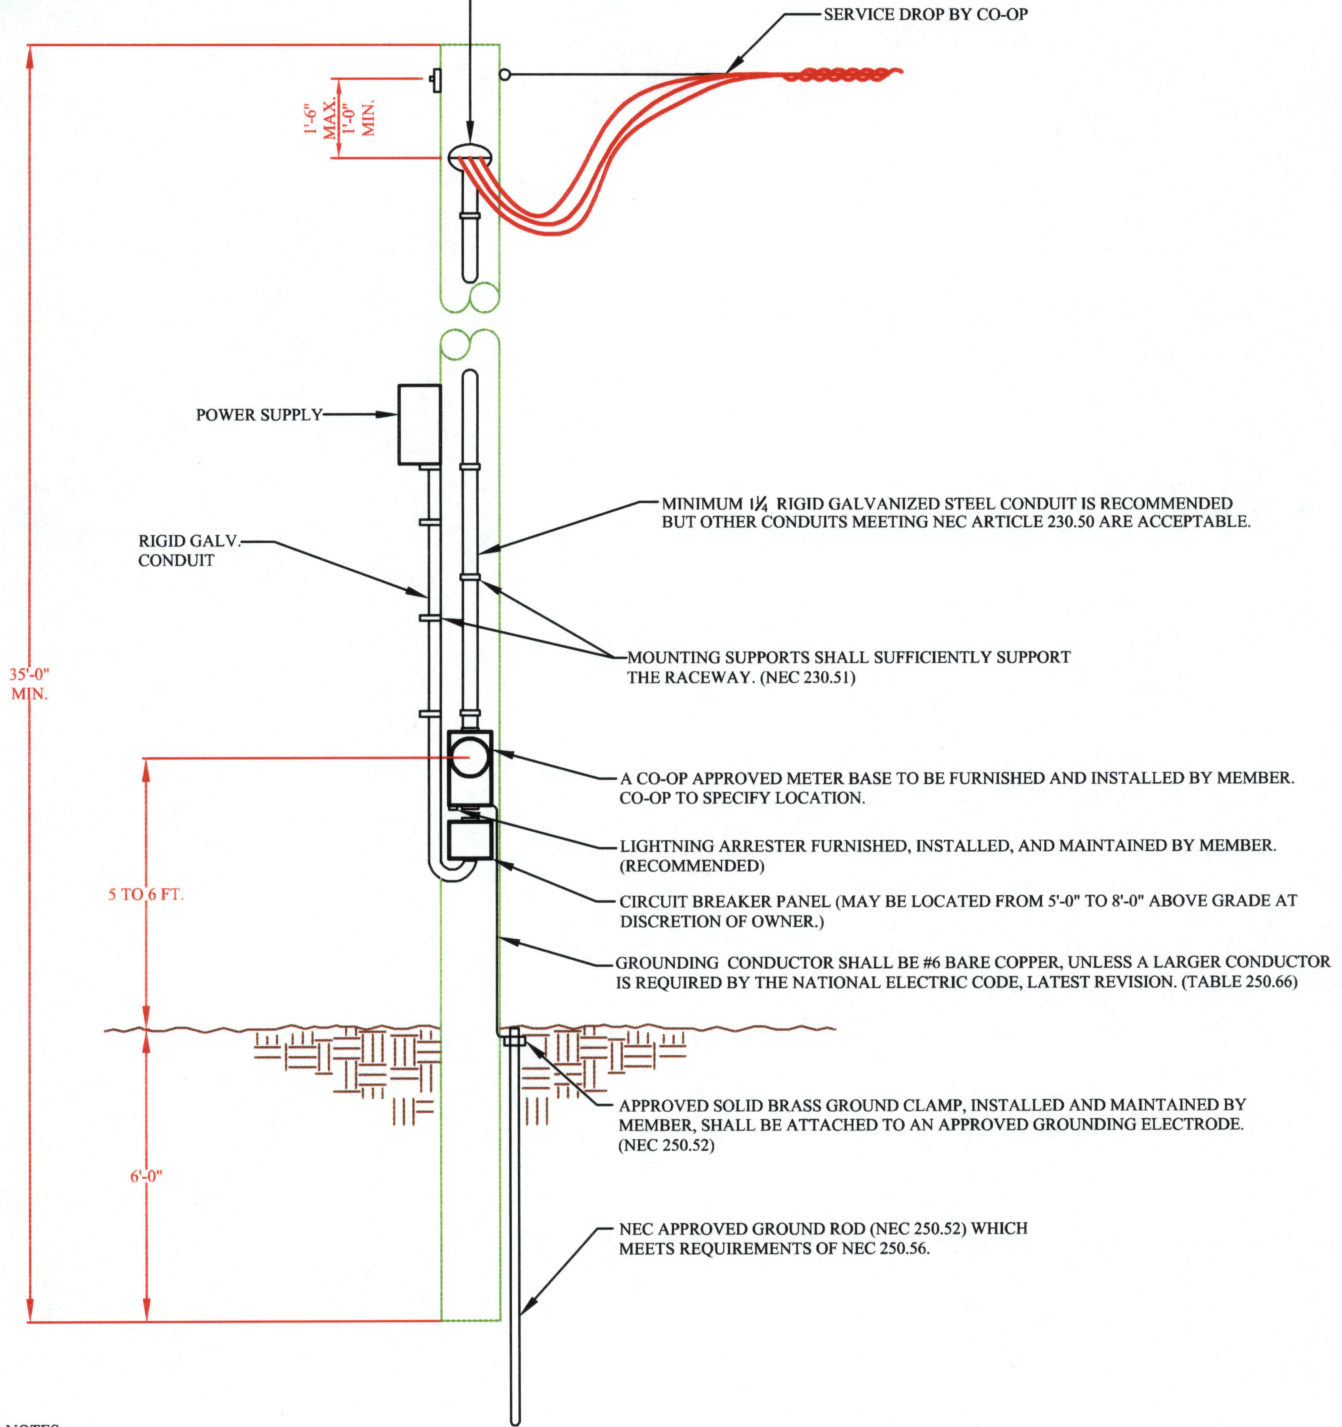 SERVICE DROP BY CO-OP
1'-6"
MAX.
1'-0"
MIN.
POWER SUPPLY
MINIMUM 1¼ RIGID GALVANIZED STEEL CONDUIT IS RECOMMENDED
BUT OTHER CONDUITS MEETING NEC ARTICLE 230.50 ARE ACCEPTABLE.
RIGID GALV.
CONDUIT
MOUNTING SUPPORTS SHALL SUFFICIENTLY SUPPORT
THE RACEWAY. (NEC 230.51)
35'-0"
MIN.
A CO-OP APPROVED METER BASE TO BE FURNISHED AND INSTALLED BY MEMBER.
CO-OP TO SPECIFY LOCATION.
LIGHTNING ARRESTER FURNISHED, INSTALLED, AND MAINTAINED BY MEMBER.
(RECOMMENDED)
5 TO 6 FT.
CIRCUIT BREAKER PANEL (MAY BE LOCATED FROM 5'-0" TO 8'-0" ABOVE GRADE AT
DISCRETION OF OWNER.)
GROUNDING CONDUCTOR SHALL BE #6 BARE COPPER, UNLESS A LARGER CONDUCTOR
IS REQUIRED BY THE NATIONAL ELECTRIC CODE, LATEST REVISION. (TABLE 250.66)
APPROVED SOLID BRASS GROUND CLAMP, INSTALLED AND MAINTAINED BY
MEMBER, SHALL BE ATTACHED TO AN APPROVED GROUNDING ELECTRODE.
(NEC 250.52)
6'-0"
NEC APPROVED GROUND ROD (NEC 250.52) WHICH
MEETS REQUIREMENTS OF NEC 250.56.